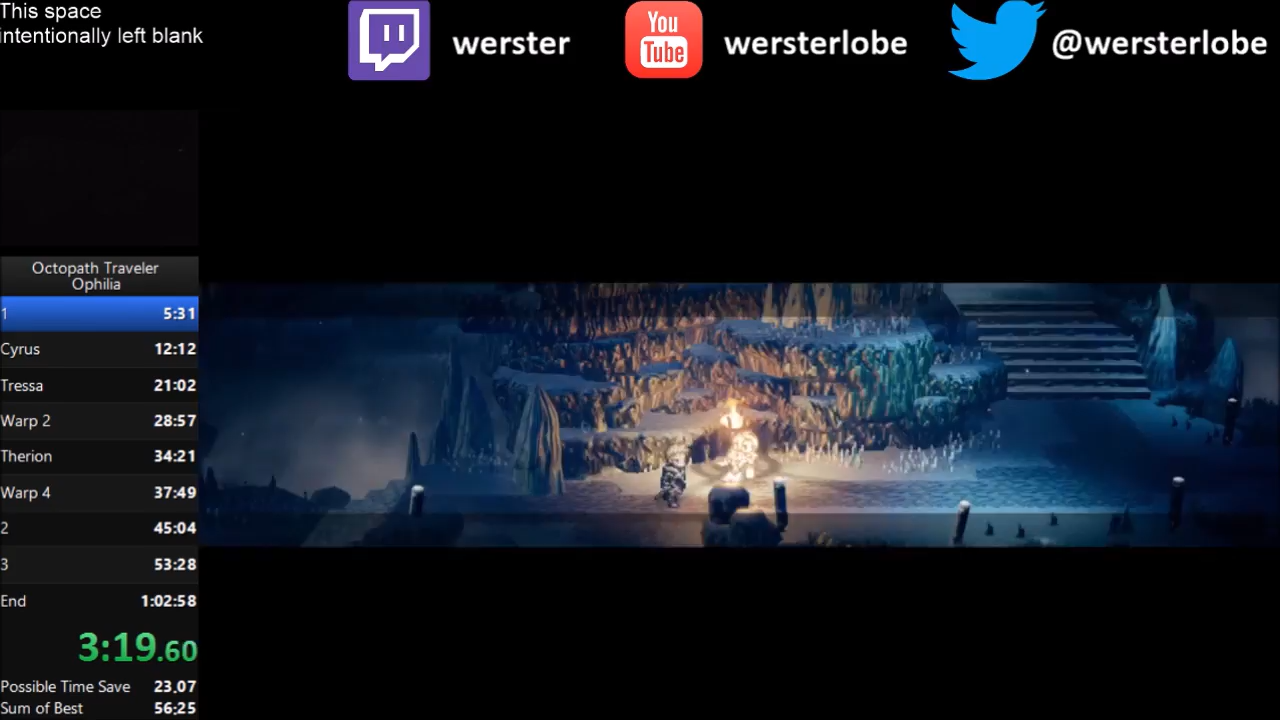 This space
intentionally left blank
werster
You
Tube
wersterlobe
@wersterlobe
Octopath Traveler
Ophilia
1 5:31
Cyrus 12:12
Tressa 21:02
Warp 2 28:57
Therion 34:21
Warp 4 37:49
2 45:04
3 53:28
End 1:02:58
3:19.60
Possible Time Save 23.07
Sum of Best 56:25